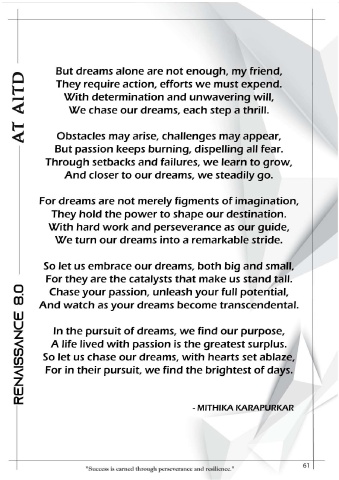 AT AITD
RENAISSANCE 8.0
But dreams alone are not enough, my friend,
They require action, efforts we must expend.
With determination and unwavering will,
We chase our dreams, each step a thrill.
Obstacles may arise, challenges may appear,
But passion keeps burning, dispelling all fear.
Through setbacks and failures, we learn to grow,
And closer to our dreams, we steadily go.
For dreams are not merely figments of imagination,
They hold the power to shape our destination.
With hard work and perseverance as our guide,
We turn our dreams into a remarkable stride.
So let us embrace our dreams, both big and small,
For they are the catalysts that make us stand tall.
Chase your passion, unleash your full potential,
And watch as your dreams become transcendental.
In the pursuit of dreams, we find our purpose,
A life lived with passion is the greatest surplus.
So let us chase our dreams, with hearts set ablaze,
For in their pursuit, we find the brightest of days.
- MITHIKA KARAPURKAR
"Success is earned through perseverance and resilience."
61